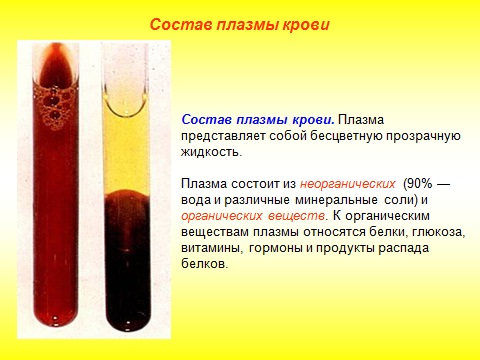 Состав плазмы крови
Состав плазмы крови. Плазма
представляет собой бесцветную прозрачную
жидкость.
Плазма состоит из неорганических (90% —
вода и различные минеральные соли) и
органических веществ. К органическим
веществам плазмы относятся белки, глюкоза,
витамины, гормоны и продукты распада
белков.